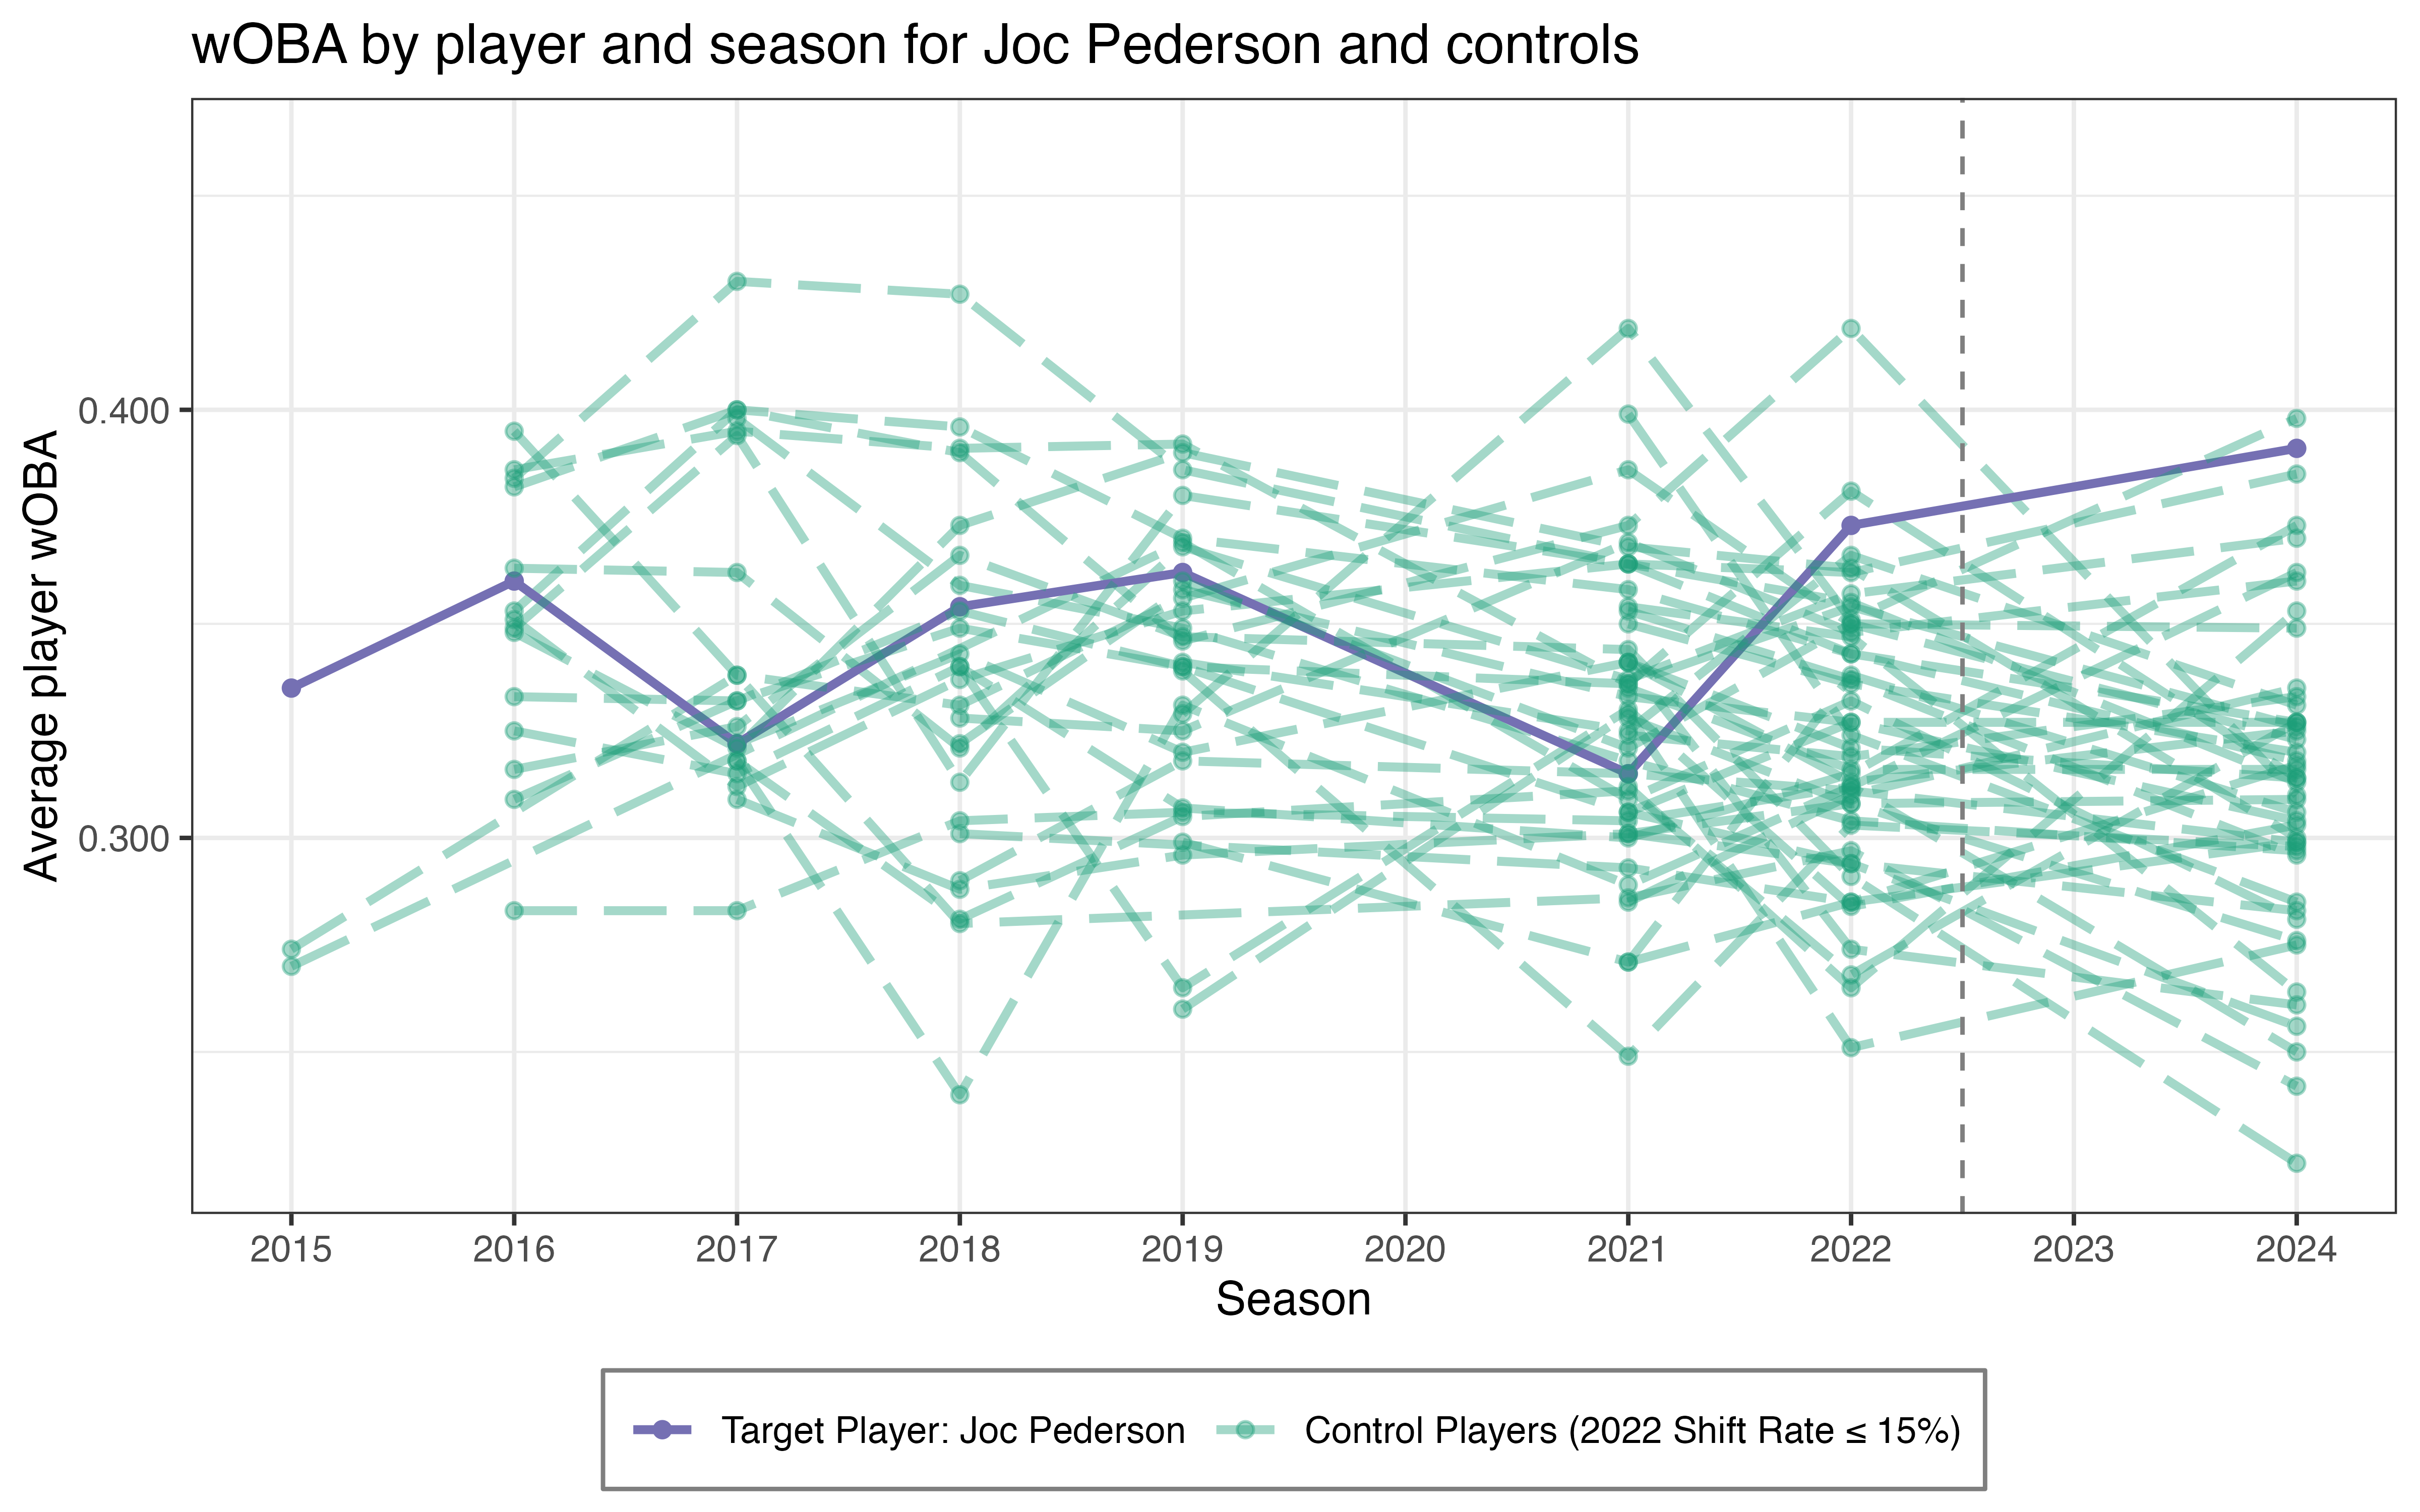 wOBA by player and season for Joc Pederson and controls
Average player wOBA
0.400
0.300
2015 2016 2017 2018 2019 2020 2021 2022 2023 2024
Season
Target Player: Joc Pederson Control Players (2022 Shift Rate ≤ 15%)